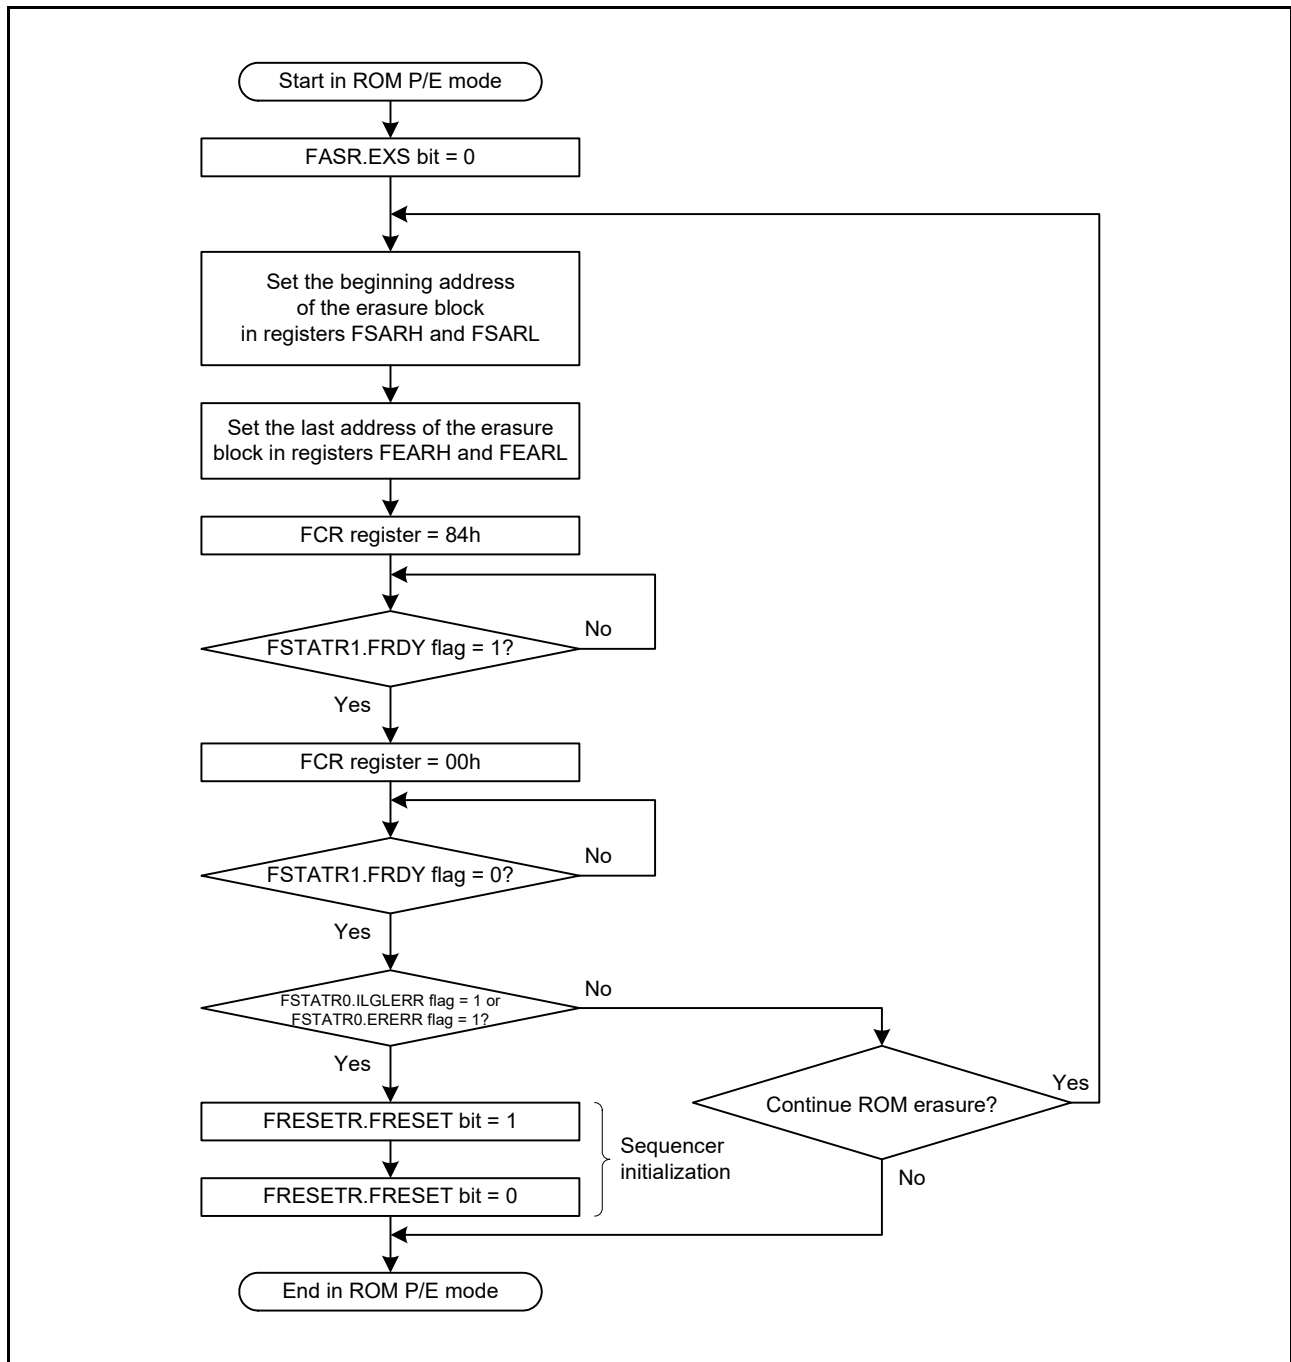 Start in ROM P/E mode
FASR.EXS bit = 0
Set the beginning address
of the erasure block
in registers FSARH and FSARL
Set the last address of the erasure
block in registers FEARH and FEARL
FCR register = 84h
FSTATR1.FRDY flag = 1?
No
Yes
FCR register = 00h
FSTATR1.FRDY flag = 0?
No
Yes
FSTATR0.ILGLERR flag = 1 or
FSTATR0.ERERR flag = 1?
No
Yes
Continue ROM erasure?
Yes
No
FRESETR.FRESET bit = 1
FRESETR.FRESET bit = 0
Sequencer
initialization
End in ROM P/E mode